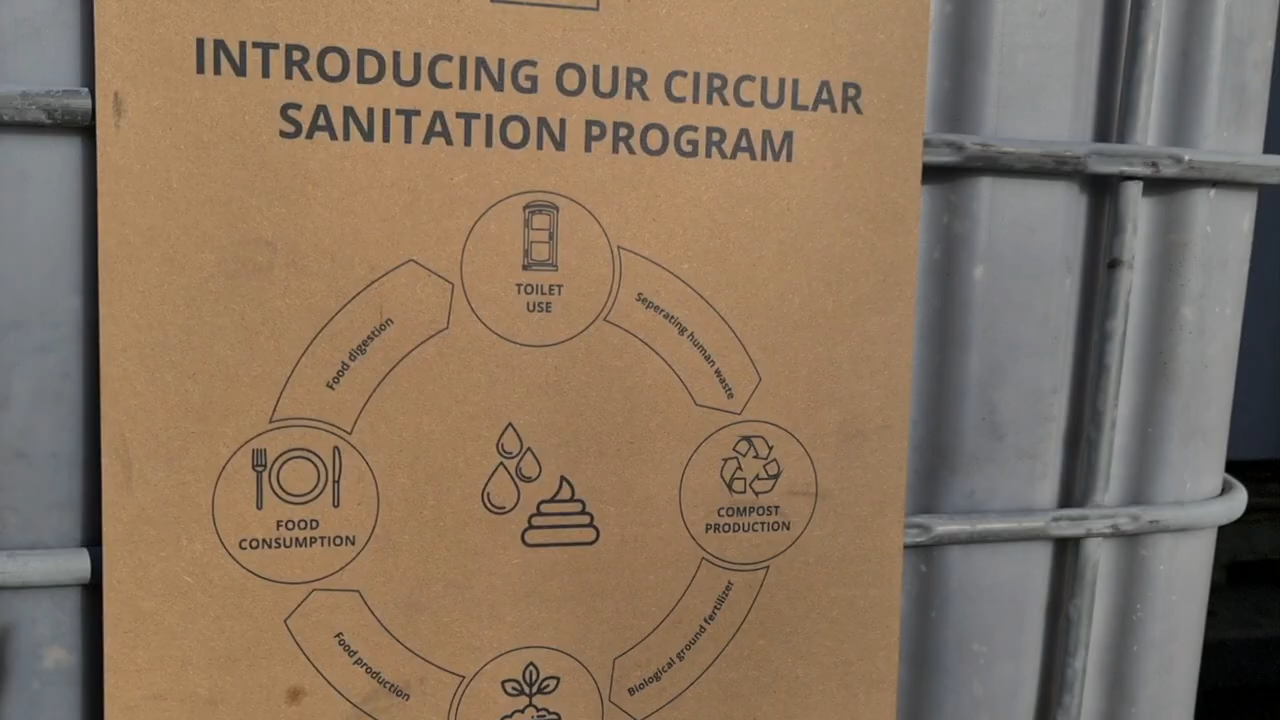 INTRODUCING OUR CIRCULAR
SANITATION PROGRAM
TOILET
USE
Food digestion
Seperating human waste
FOOD
CONSUMPTION
COMPOST
PRODUCTION
Food production
Biological ground fertilizer